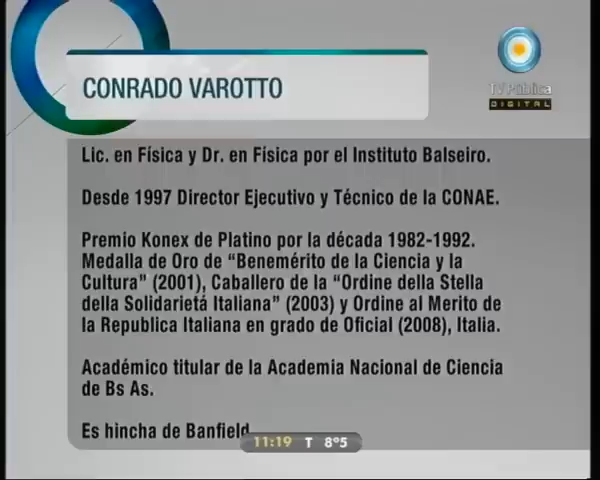 CONRADO VAROTTO
TV Pública
DIGITAL
Lic. en Física y Dr. en Física por el Instituto Balseiro.
Desde 1997 Director Ejecutivo y Técnico de la CONAE.
Premio Konex de Platino por la década 1982-1992.
Medalla de Oro de “Benemérito de la Ciencia y la
Cultura” (2001), Caballero de la “Ordine della Stella
della Solidarietá Italiana” (2003) y Ordine al Merito de
la Republica Italiana en grado de Oficial (2008), Italia.
Académico titular de la Academia Nacional de Ciencia
de Bs As.
Es hincha de Banfield
11:19 T 8º5